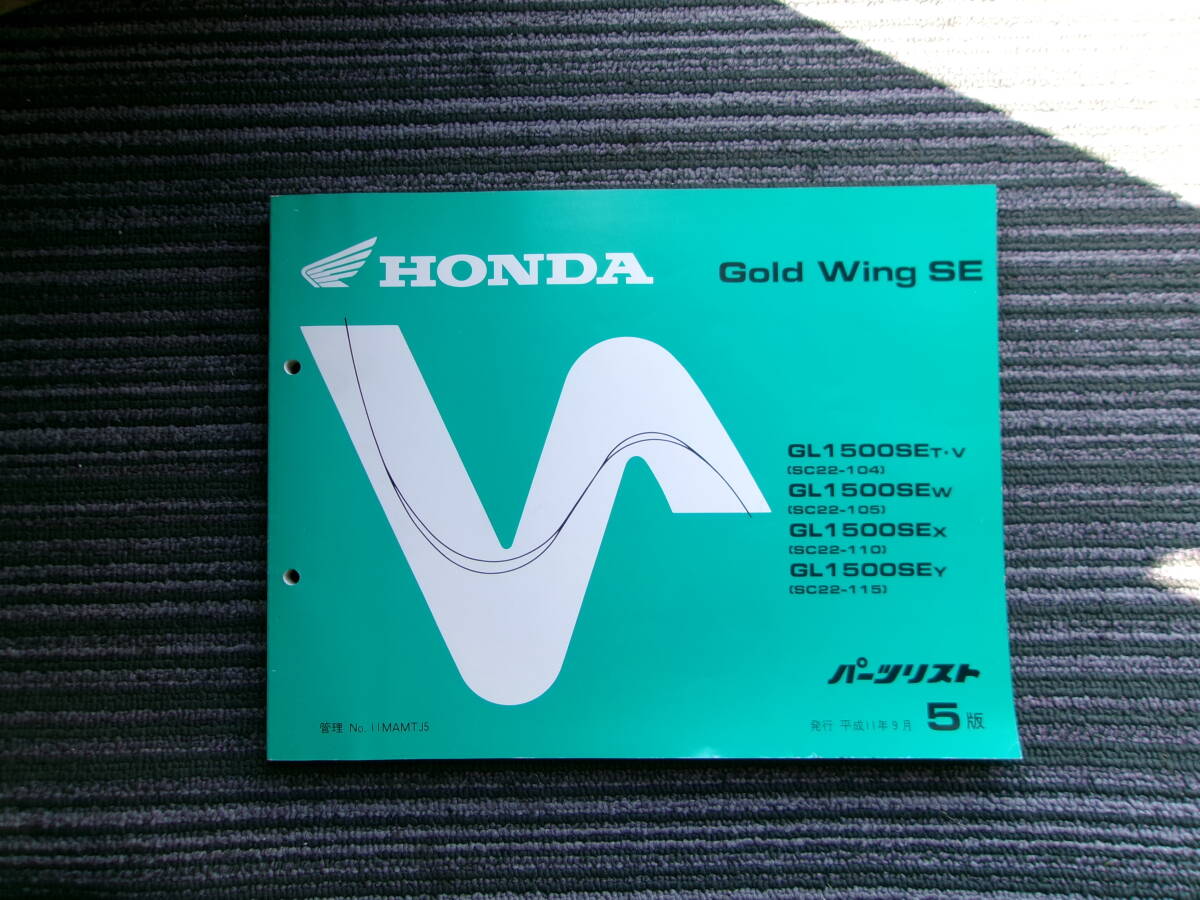 HONDA
Gold Wing SE
GL1500SET・V
(SC22-104)
GL1500SEW
(SC22-105)
GL1500SEX
(SC22-110)
GL1500SEY
(SC22-115)
パーツリスト
管理 No. 11MAMTJ5
発行 平成11年9月 5版